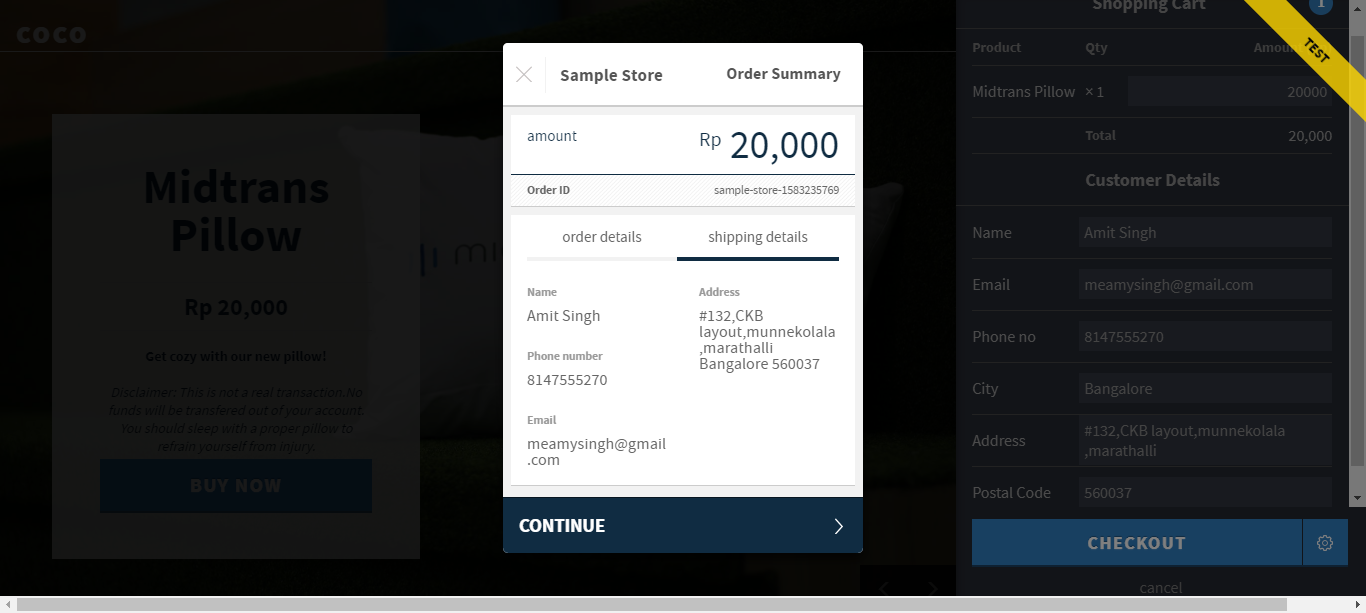 coco
Midtrans
Pillow
Rp 20,000
Get cozy with our new pillow!
Disclaimer: This is not a real transaction.No
funds will be transfered out of your account.
You should sleep with a proper pillow to
refrain yourself from injury.
BUY NOW
Sample Store
Order Summary
amount
Rp 20,000
Order ID
sample-store-1583235769
order details
shipping details
Name
Amit Singh
Phone number
8147555270
Email
meamysingh@gmail
.com
Address
#132,CKB
layout,munnekolala
,marathalli
Bangalore 560037
CONTINUE
Shopping Cart
1
TEST
Product Qty
Midtrans Pillow × 1 20000
Total 20,000
Customer Details
Name Amit Singh
Email meamysingh@gmail.com
Phone no 8147555270
City Bangalore
Address #132,CKB layout,munnekolala
,marathalli
Postal Code 560037
CHECKOUT
cancel